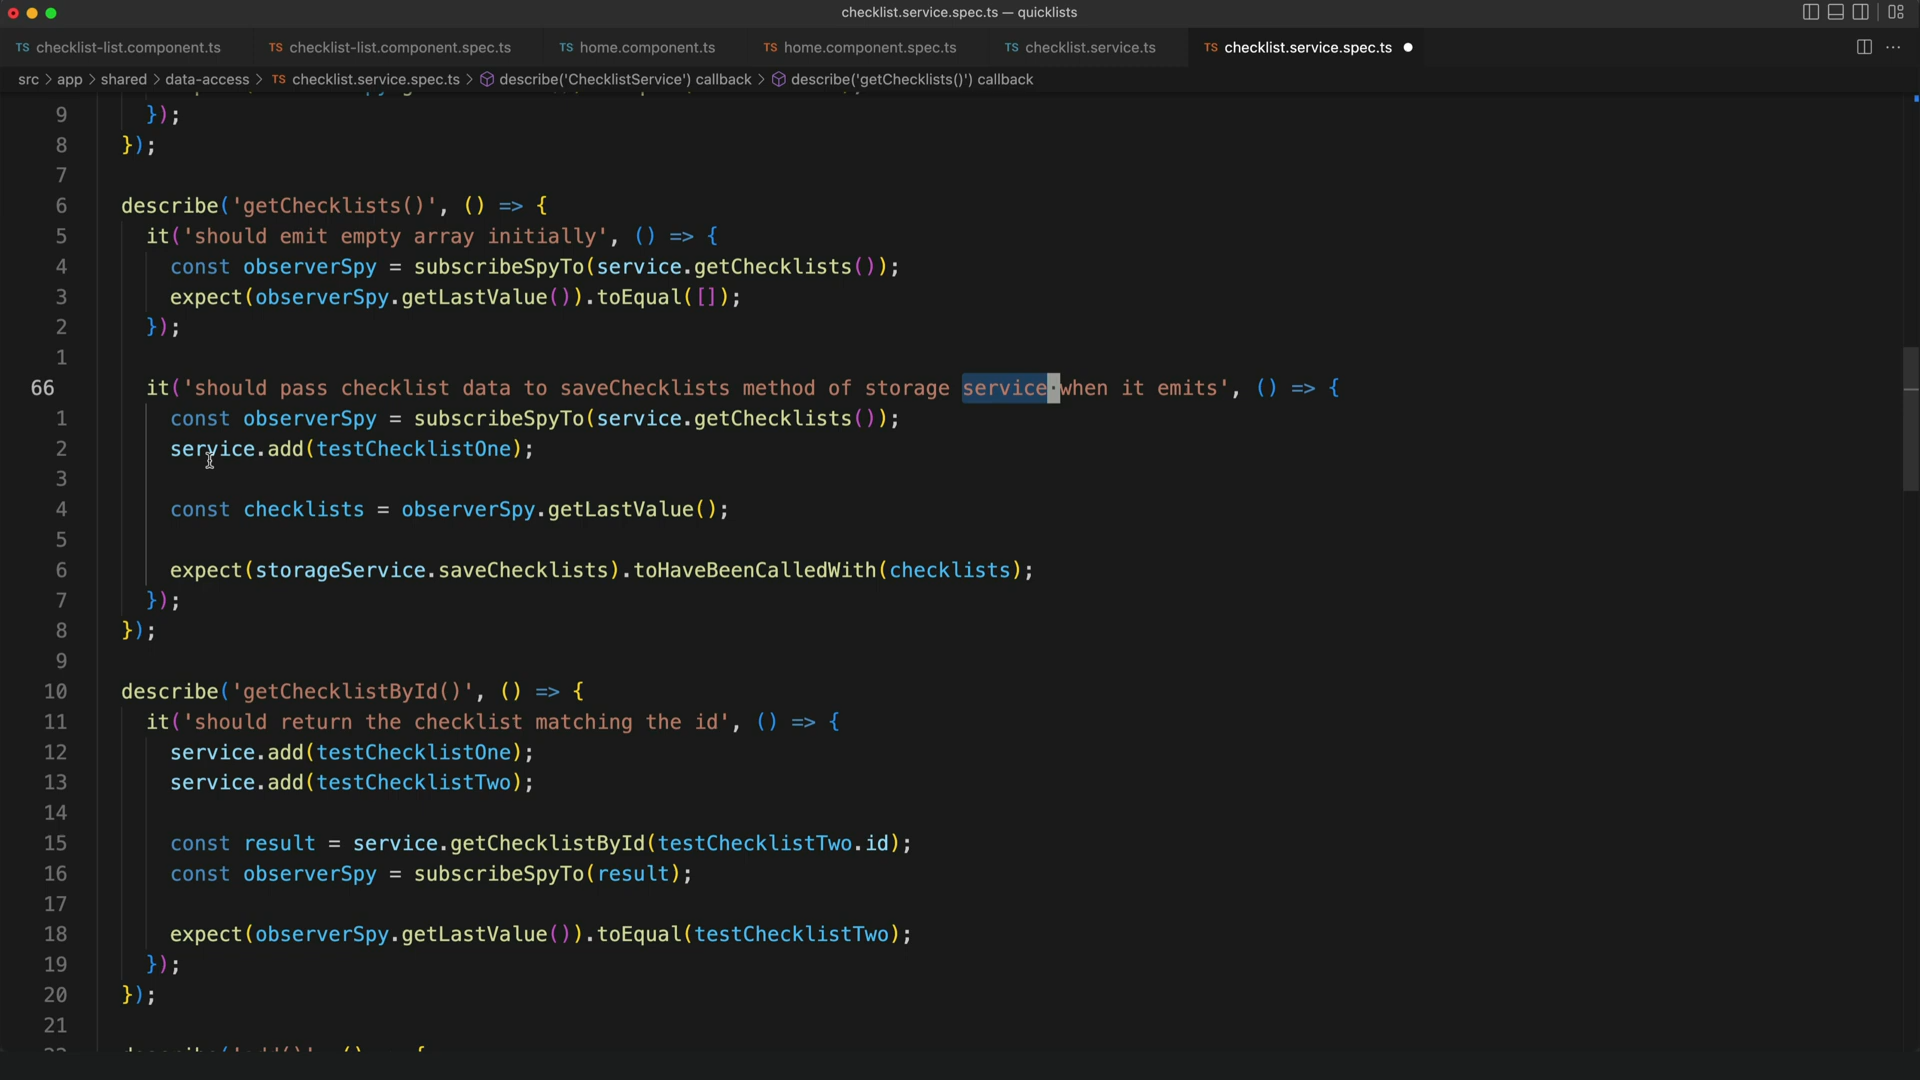 checklist.service.spec.ts — quicklists
TS checklist-list.component.ts TS checklist-list.component.spec.ts TS home.component.ts TS home.component.spec.ts TS checklist.service.ts TS checklist.service.spec.ts
src > app > shared > data-access > TS checklist.service.spec.ts > describe('ChecklistService') callback > describe('getChecklists()') callback
9 });
8 });
7
6 describe('getChecklists()', () => {
5 it('should emit empty array initially', () => {
4 const observerSpy = subscribeSpyTo(service.getChecklists());
3 expect(observerSpy.getLastValue()).toEqual([]);
2 });
1
66 it('should pass checklist data to saveChecklists method of storage service·when it emits', () => {
1 const observerSpy = subscribeSpyTo(service.getChecklists());
2 service.add(testChecklistOne);
3
4 const checklists = observerSpy.getLastValue();
5
6 expect(storageService.saveChecklists).toHaveBeenCalledWith(checklists);
7 });
8 });
9
10 describe('getChecklistById()', () => {
11 it('should return the checklist matching the id', () => {
12 service.add(testChecklistOne);
13 service.add(testChecklistTwo);
14
15 const result = service.getChecklistById(testChecklistTwo.id);
16 const observerSpy = subscribeSpyTo(result);
17
18 expect(observerSpy.getLastValue()).toEqual(testChecklistTwo);
19 });
20 });
21